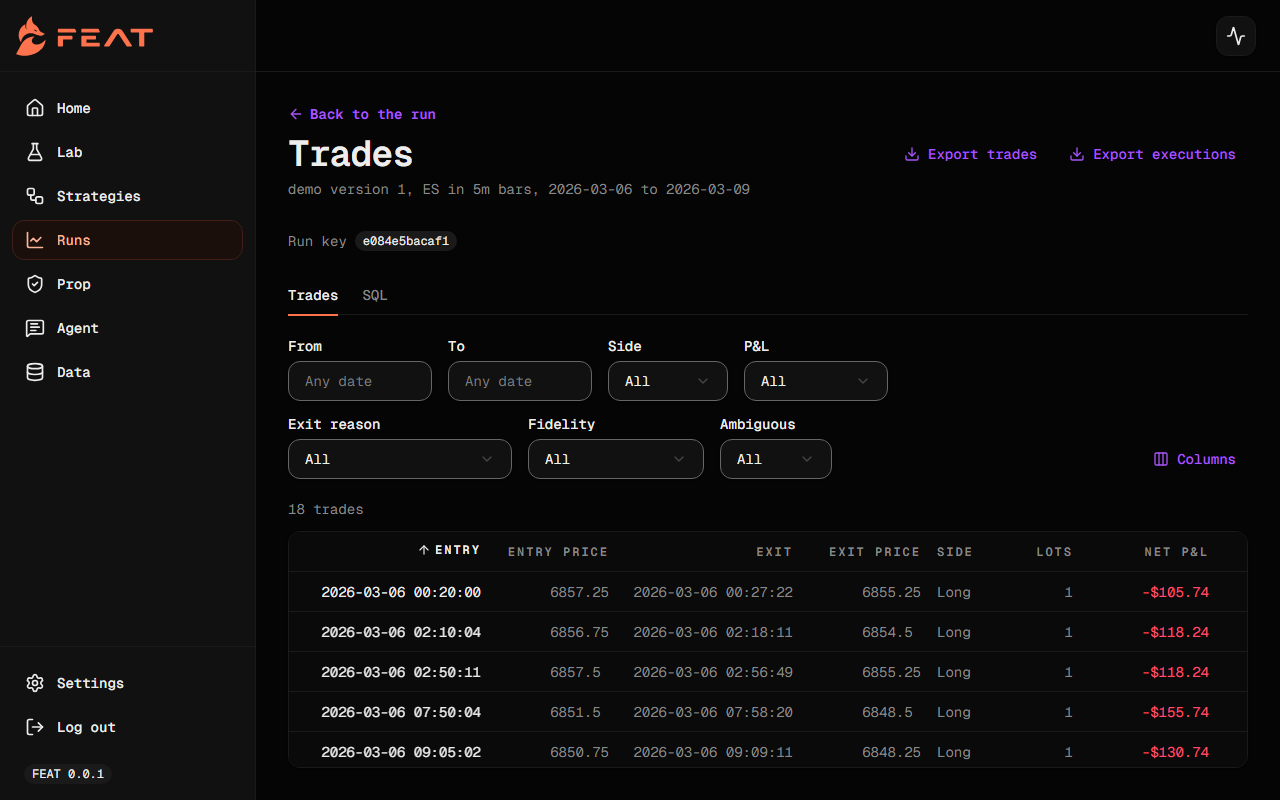 FEAT
Home
Lab
Strategies
Runs
Prop
Agent
Data
Settings
Log out
FEAT 0.0.1
Back to the run
Trades
Export trades
Export executions
demo version 1, ES in 5m bars, 2026-03-06 to 2026-03-09
Run key e084e5bacaf1
Trades SQL
From To Side P&L
Any date Any date All All
Exit reason Fidelity Ambiguous
All All All Columns
18 trades
ENTRY ENTRY PRICE EXIT EXIT PRICE SIDE LOTS NET P&L
2026-03-06 00:20:00 6857.25 2026-03-06 00:27:22 6855.25 Long 1 -$105.74
2026-03-06 02:10:04 6856.75 2026-03-06 02:18:11 6854.5 Long 1 -$118.24
2026-03-06 02:50:11 6857.5 2026-03-06 02:56:49 6855.25 Long 1 -$118.24
2026-03-06 07:50:04 6851.5 2026-03-06 07:58:20 6848.5 Long 1 -$155.74
2026-03-06 09:05:02 6850.75 2026-03-06 09:09:11 6848.25 Long 1 -$130.74